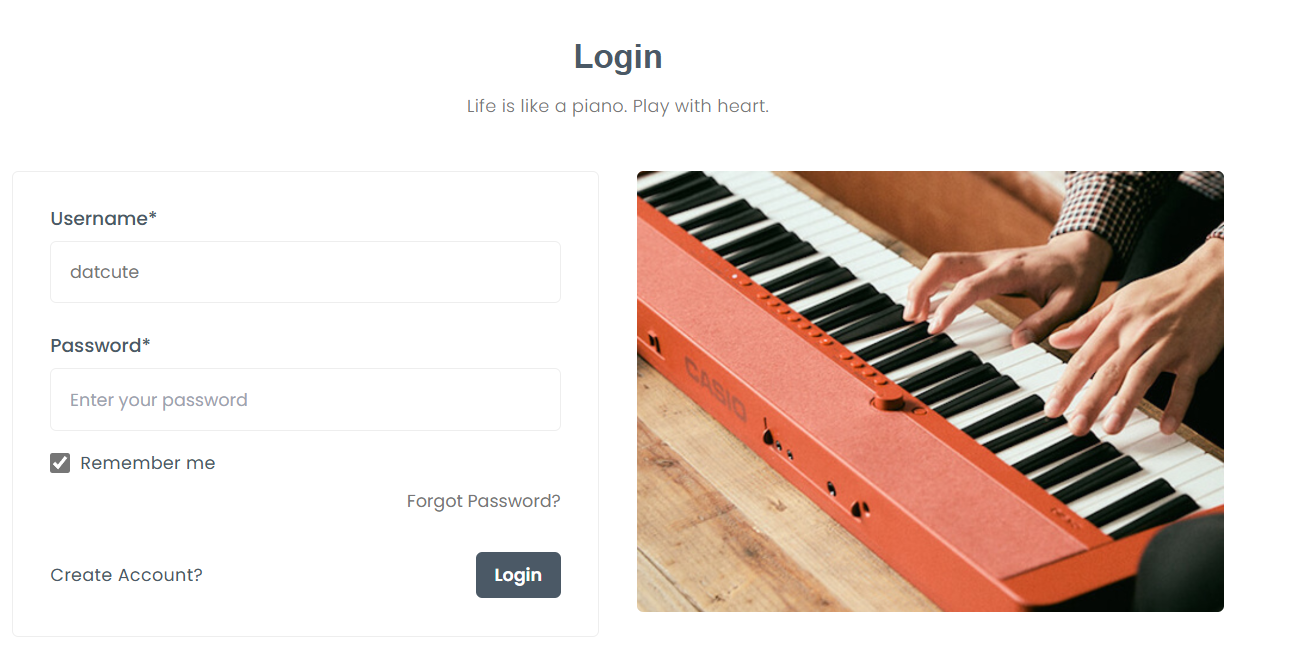 Login
Life is like a piano. Play with heart.
Username*
datcute
Password*
Enter your password
Remember me
Forgot Password?
Create Account?
Login
CASIO